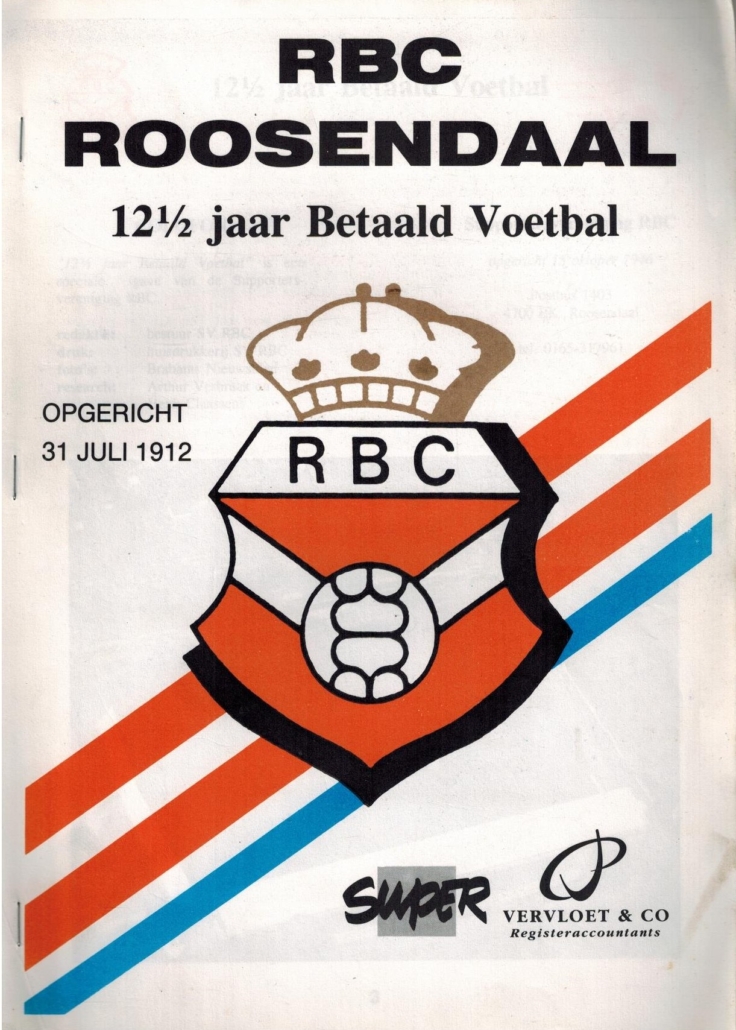 RBC
ROOSENDAAL
12½ jaar Betaald Voetbal
OPGERICHT
31 JULI 1912
RBC
SUPER
VERVLOET & CO
Registeraccountants